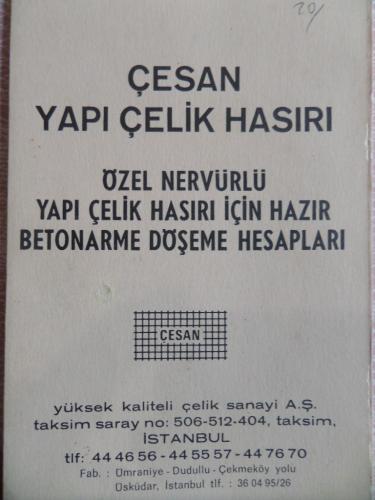 20/
ÇESAN
YAPI ÇELİK HASIRI
ÖZEL NERVÜRLÜ
YAPI ÇELİK HASIRI İÇİN HAZIR
BETONARME DÖŞEME HESAPLARI
ÇESAN
yüksek kaliteli çelik sanayi A.Ş.
taksim saray no: 506-512-404, taksim,
İSTANBUL
tlf: 44 46 56 - 44 55 57 - 44 76 70
Fab. : Ümraniye - Dudullu - Çekmeköy yolu
Üsküdar, İstanbul tlf. : 36 04 95/26